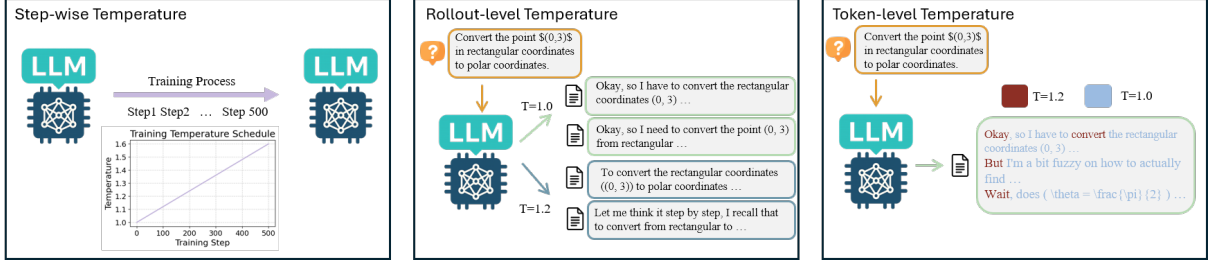 Step-wise Temperature
LLM
LLM
Training Process
Step1 Step2 … Step 500
Training Temperature Schedule
Temperature
1.6
1.5
1.4
1.3
1.2
1.1
1.0
0 100 200 300 400 500
Training Step
Rollout-level Temperature
?
Convert the point $(0,3)$
in rectangular coordinates
to polar coordinates.
LLM
T=1.0
T=1.2
Okay, so I have to convert the rectangular
coordinates (0, 3) …
Okay, so I need to convert the point (0, 3)
from rectangular …
To convert the rectangular coordinates
((0, 3)) to polar coordinates …
Let me think it step by step, I recall that
to convert from rectangular to …
Token-level Temperature
?
Convert the point $(0,3)$
in rectangular coordinates
to polar coordinates.
LLM
T=1.2 T=1.0
Okay, so I have to convert the rectangular
coordinates (0, 3) …
But I'm a bit fuzzy on how to actually
find …
Wait, does ( \theta = \frac{\pi}{2} ) …